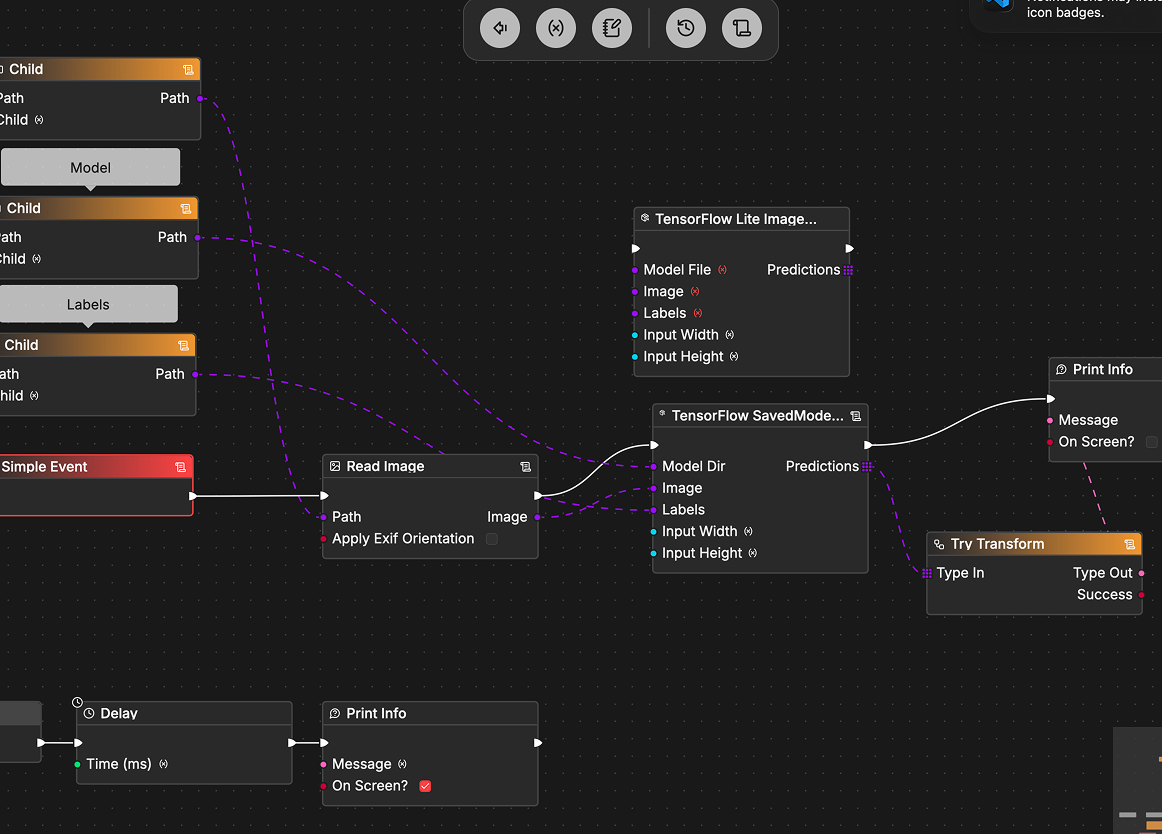 icon badges.
Child
Path Path
Child
Model
Child
Path Path
Child
Labels
Child
Path Path
Child
Simple Event
Read Image
Path Image
Apply Exif Orientation
TensorFlow Lite Image...
Model File Predictions
Image
Labels
Input Width
Input Height
TensorFlow SavedMode...
Model Dir Predictions
Image
Labels
Input Width
Input Height
Print Info
Message
On Screen?
Try Transform
Type In Type Out
Success
Delay
Time (ms)
Print Info
Message
On Screen?